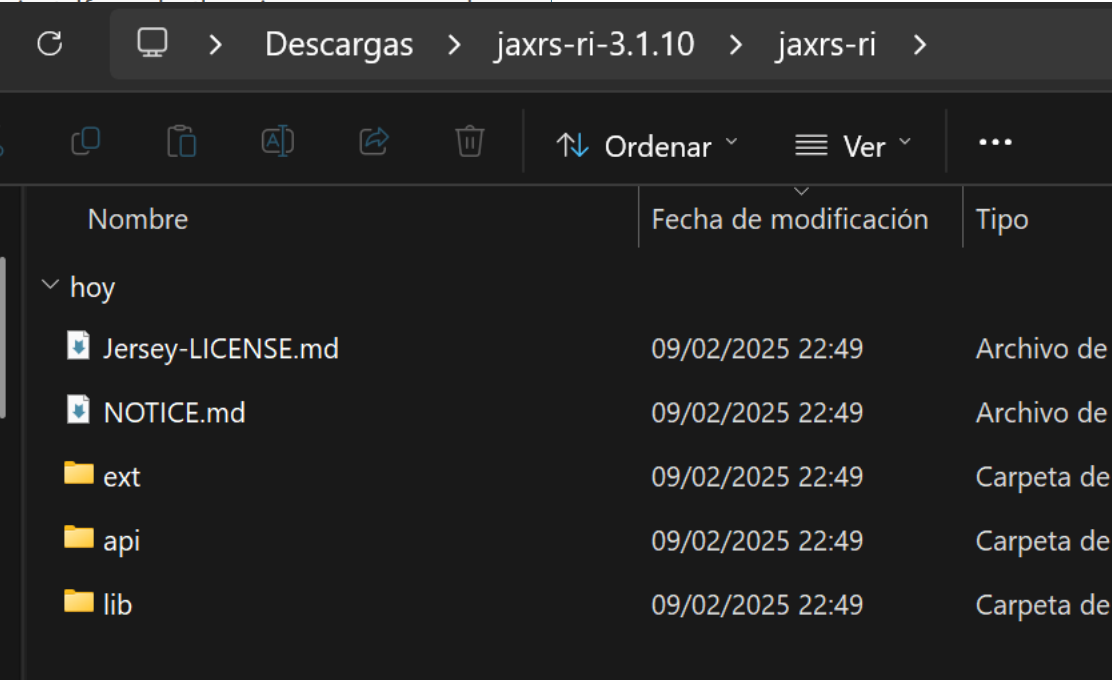 Descargas > jaxrs-ri-3.1.10 > jaxrs-ri >
Ordenar Ver ...
Nombre Fecha de modificación Tipo
hoy
Jersey-LICENSE.md 09/02/2025 22:49 Archivo de
NOTICE.md 09/02/2025 22:49 Archivo de
ext 09/02/2025 22:49 Carpeta de
api 09/02/2025 22:49 Carpeta de
lib 09/02/2025 22:49 Carpeta de